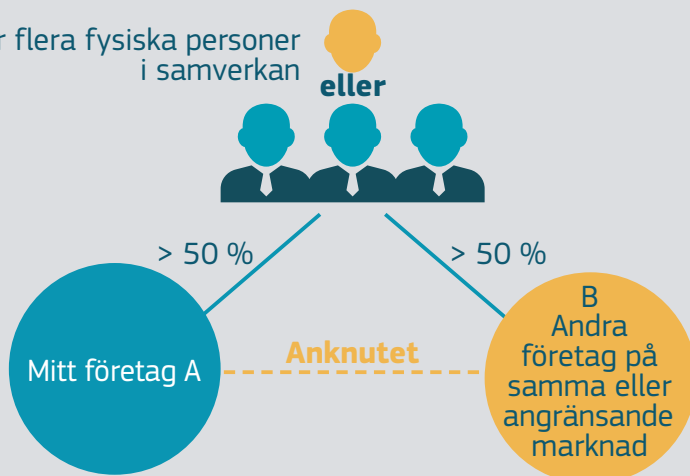 flera fysiska personer
i samverkan
eller
> 50 %
> 50 %
Mitt företag A
Anknutet
B
Andra
företag på
samma eller
angränsande
marknad